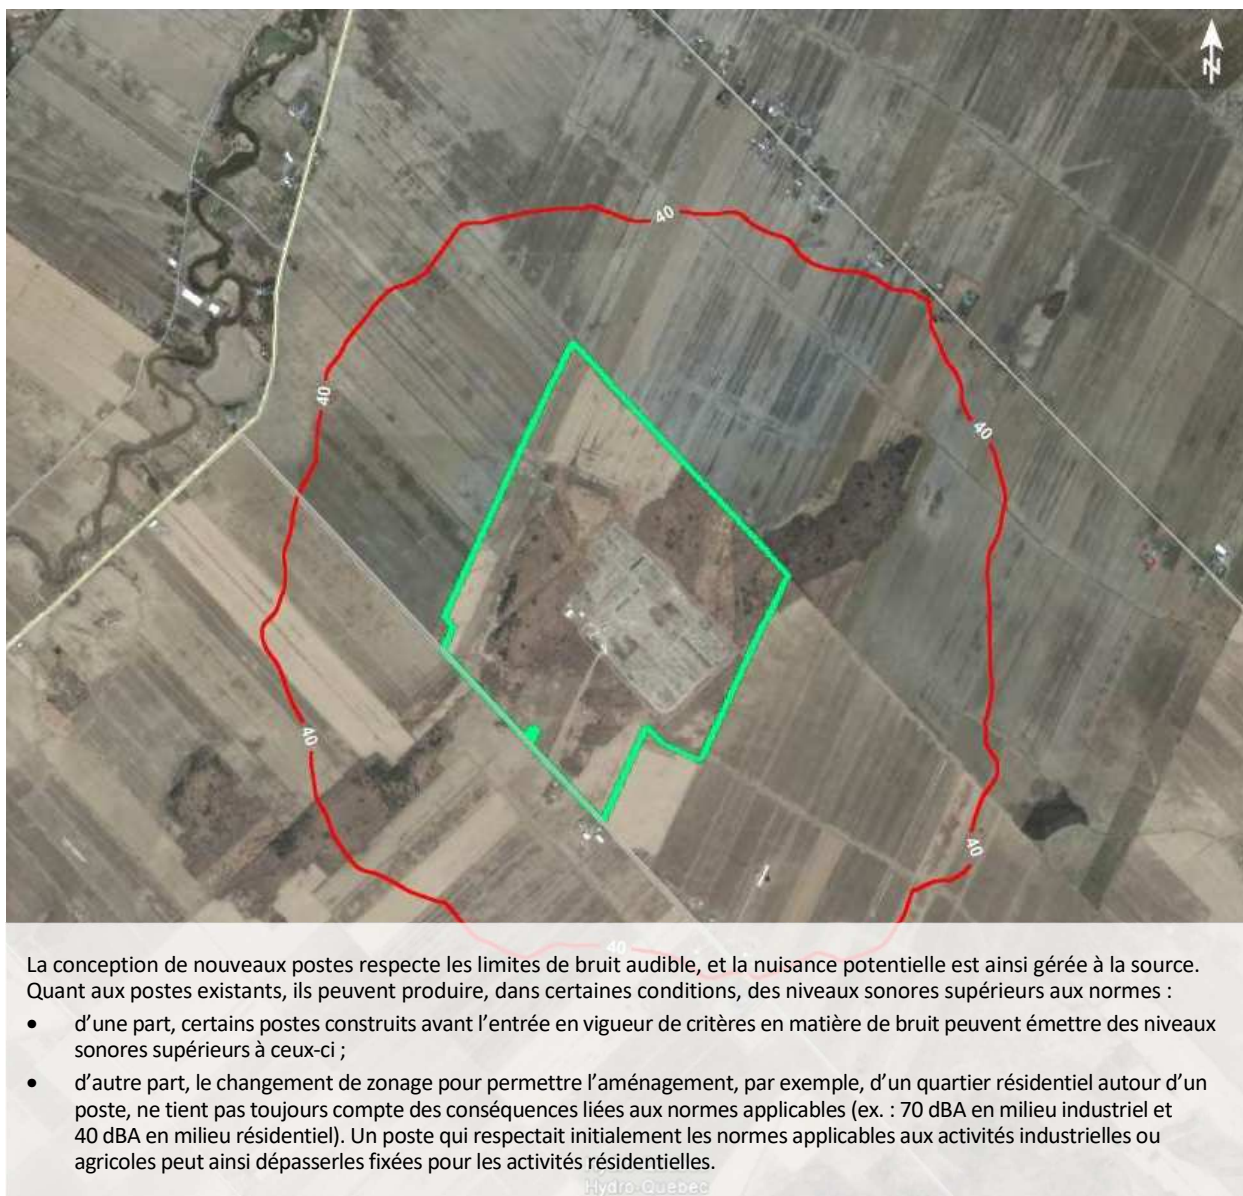 N
40
40
40
40
40
40
La conception de nouveaux postes respecte les limites de bruit audible, et la nuisance potentielle est ainsi gérée à la source.
Quant aux postes existants, ils peuvent produire, dans certaines conditions, des niveaux sonores supérieurs aux normes :
• d’une part, certains postes construits avant l’entrée en vigueur de critères en matière de bruit peuvent émettre des niveaux
sonores supérieurs à ceux-ci ;
• d’autre part, le changement de zonage pour permettre l’aménagement, par exemple, d’un quartier résidentiel autour d’un
poste, ne tient pas toujours compte des conséquences liées aux normes applicables (ex. : 70 dBA en milieu industriel et
40 dBA en milieu résidentiel). Un poste qui respectait initialement les normes applicables aux activités industrielles ou
agricoles peut ainsi dépasserles fixées pour les activités résidentielles.
Hydro-Québec